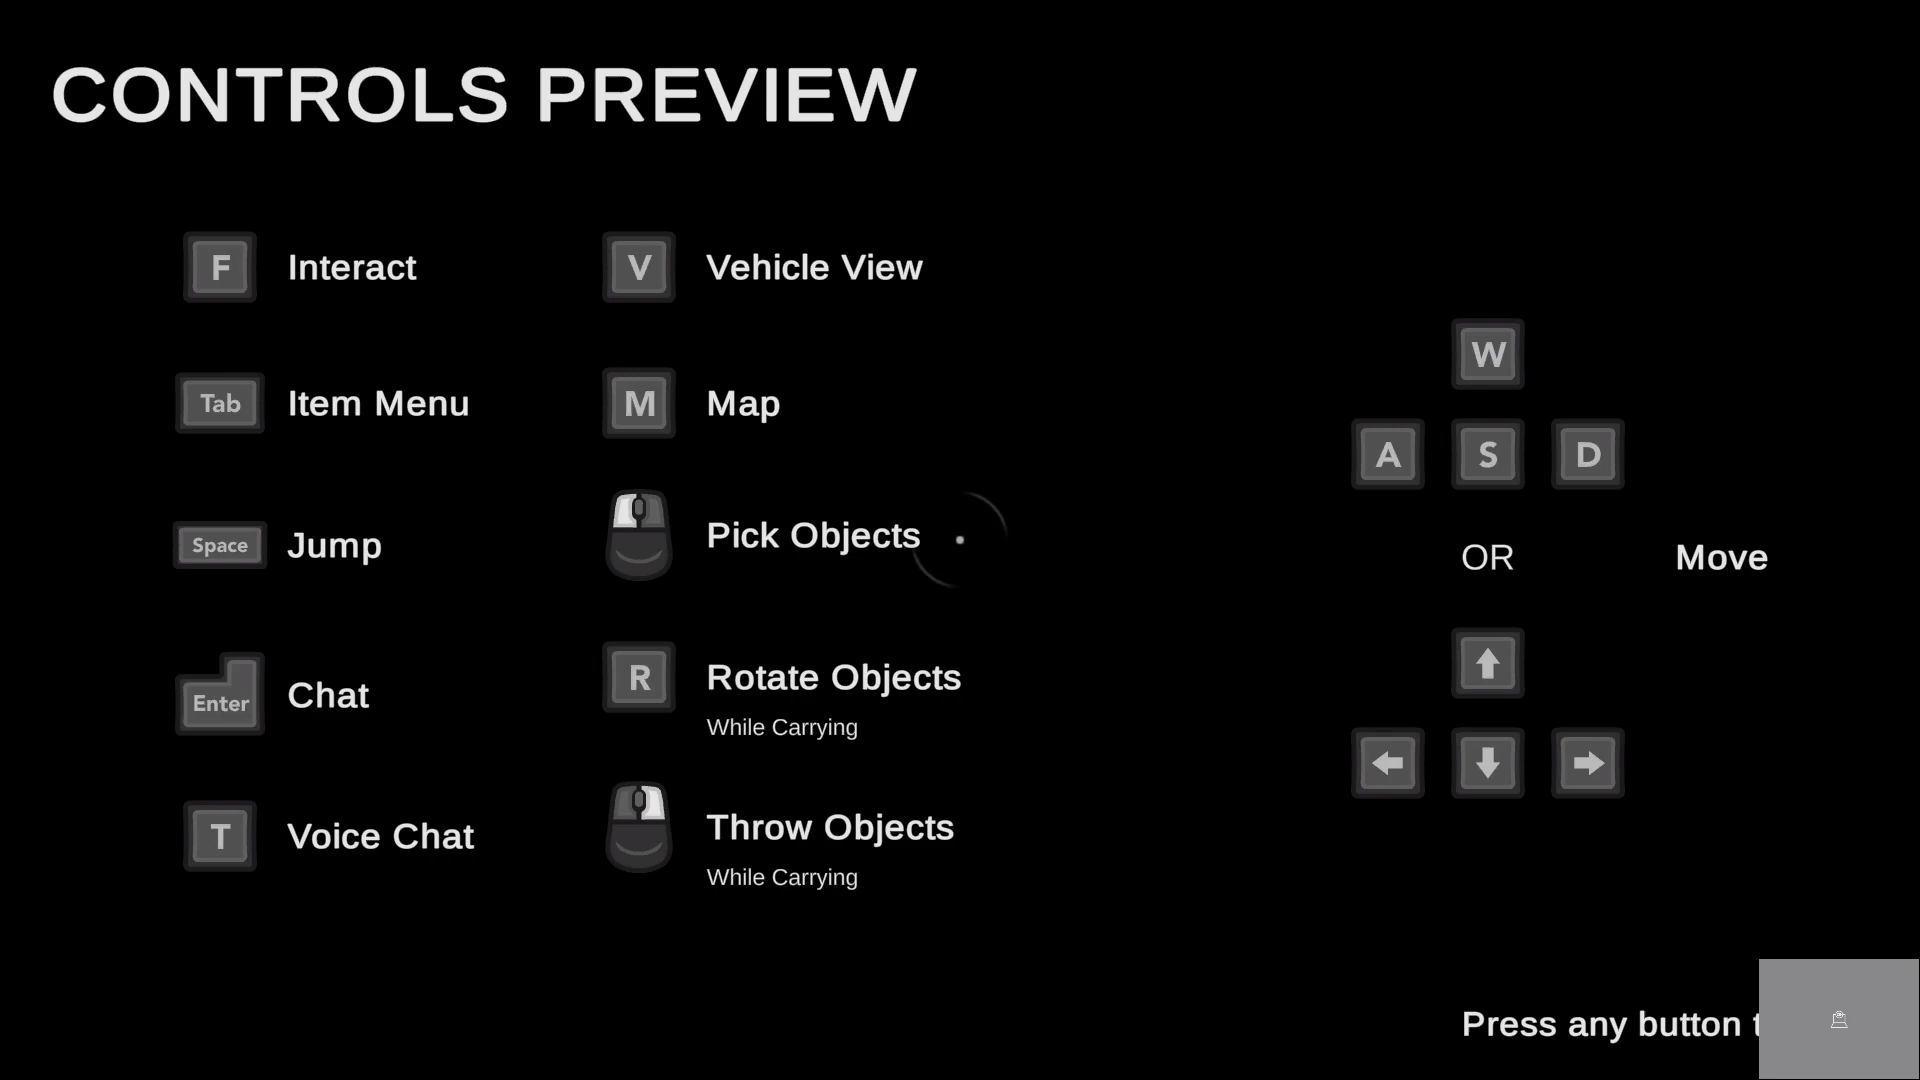 CONTROLS PREVIEW
F Interact
Tab Item Menu
Space Jump
Enter Chat
T Voice Chat
V Vehicle View
M Map
Pick Objects
R Rotate Objects
While Carrying
Throw Objects
While Carrying
W
A S D
OR
Move
Press any button